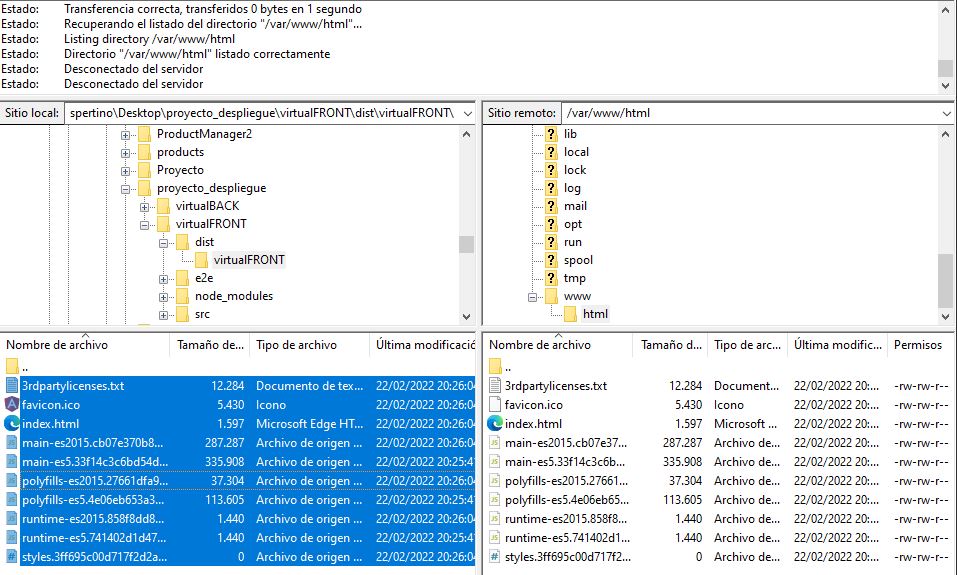 Estado: Transferencia correcta, transferidos 0 bytes en 1 segundo
Estado: Recuperando el listado del directorio "/var/www/html"...
Estado: Listing directory /var/www/html
Estado: Directorio "/var/www/html" listado correctamente
Estado: Desconectado del servidor
Estado: Desconectado del servidor
Sitio local: spertino\Desktop\proyecto_despliegue\virtualFRONT\dist\virtualFRONT\
ProductManager2
products
Proyecto
proyecto_despliegue
virtualBACK
virtualFRONT
dist
virtualFRONT
e2e
node_modules
src
Sitio remoto: /var/www/html
? lib
? local
? lock
? log
? mail
? opt
? run
? spool
? tmp
www
html
Nombre de archivo Tamaño de... Tipo de archivo Última modificació
..
3rdpartylicenses.txt 12.284 Documento de tex... 22/02/2022 20:26:04
favicon.ico 5.430 Icono 22/02/2022 20:26:04
index.html 1.597 Microsoft Edge HT... 22/02/2022 20:26:04
main-es2015.cb07e370b8... 287.287 Archivo de origen ... 22/02/2022 20:26:04
main-es5.33f14c3c6bd54d... 335.908 Archivo de origen ... 22/02/2022 20:25:41
polyfills-es2015.27661dfa9... 37.304 Archivo de origen ... 22/02/2022 20:26:04
polyfills-es5.4e06eb653a3... 113.605 Archivo de origen ... 22/02/2022 20:25:41
runtime-es2015.858f8dd8... 1.440 Archivo de origen ... 22/02/2022 20:26:04
runtime-es5.741402d1d47... 1.440 Archivo de origen ... 22/02/2022 20:25:41
styles.3ff695c00d717f2d2a... 0 Archivo de origen ... 22/02/2022 20:26:04
Nombre de archivo Tamaño d... Tipo de arc... Última modific... Permisos
..
3rdpartylicenses.txt 12.284 Document... 22/02/2022 20:... -rw-rw-r--
favicon.ico 5.430 Icono 22/02/2022 20:... -rw-rw-r--
index.html 1.597 Microsoft ... 22/02/2022 20:... -rw-rw-r--
main-es2015.cb07e37... 287.287 Archivo de... 22/02/2022 20:... -rw-rw-r--
main-es5.33f14c3c6b... 335.908 Archivo de... 22/02/2022 20:... -rw-rw-r--
polyfills-es2015.2766... 37.304 Archivo de... 22/02/2022 20:... -rw-rw-r--
polyfills-es5.4e06eb65... 113.605 Archivo de... 22/02/2022 20:... -rw-rw-r--
runtime-es2015.858f8... 1.440 Archivo de... 22/02/2022 20:... -rw-rw-r--
runtime-es5.741402d1... 1.440 Archivo de... 22/02/2022 20:... -rw-rw-r--
styles.3ff695c00d717f2... 0 Archivo de... 22/02/2022 20:... -rw-rw-r--